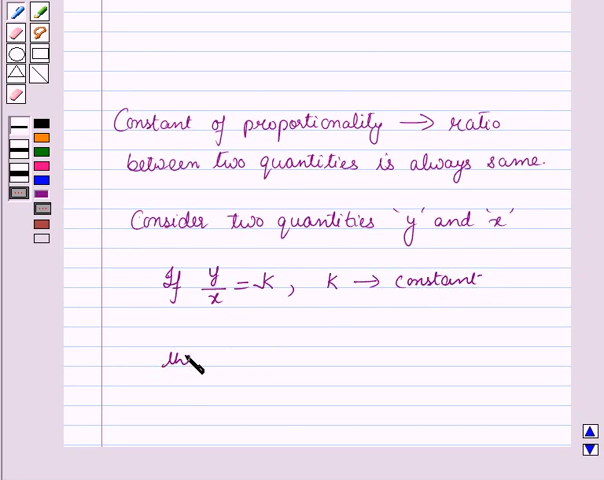 Constant of proportionality → ratio
between two quantities is always same.
Consider two quantities 'y' and 'x'
If y/x = K, K → constant